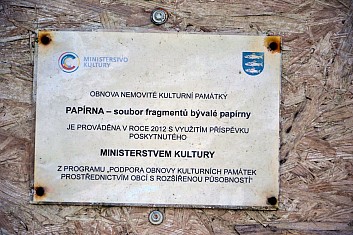 MINISTERSTVO
KULTURY
OBNOVA NEMOVITÉ KULTURNÍ PAMÁTKY
PAPÍRNA – soubor fragmentů bývalé papírny
JE PROVÁDĚNA V ROCE 2012 S VYUŽITÍM PŘÍSPĚVKU
POSKYTNUTÉHO
MINISTERSTVEM KULTURY
Z PROGRAMU „PODPORA OBNOVY KULTURNÍCH PAMÁTEK
PROSTŘEDNICTVÍM OBCÍ S ROZŠÍŘENOU PŮSOBNOSTÍ“